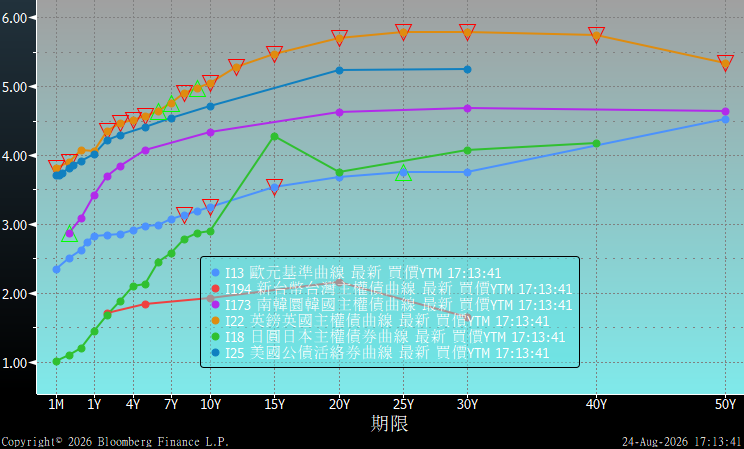 6.00
5.00
4.00
3.00
2.00
1.00
I13 歐元基準曲線 最新 買價YTM 17:13:41
I194 新台幣台灣主權債曲線 最新 買價YTM 17:13:41
I173 南韓圜韓國主權債曲線 最新 買價YTM 17:13:41
I22 英鎊英國主權債曲線 最新 買價YTM 17:13:41
I18 日圓日本主權債券曲線 最新 買價YTM 17:13:41
I25 美國公債活絡券曲線 最新 買價YTM 17:13:41
1M 1Y 4Y 7Y 10Y 15Y 20Y 25Y 30Y 40Y 50Y
期限
Copyright© 2026 Bloomberg Finance L.P. 24-Aug-2026 17:13:41